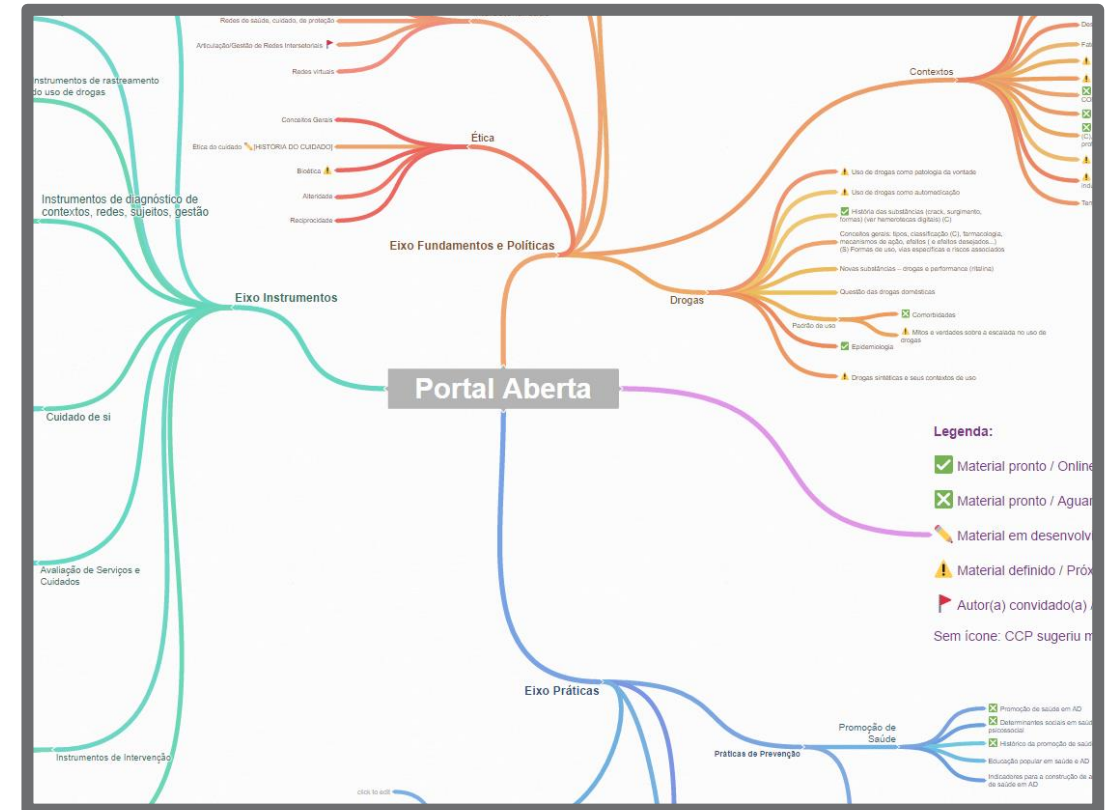 Redes de saúde, cuidado, de proteção
Articulação/Gestão de Redes Intersetoriais
Redes virtuais
Instrumentos de rastreamento
do uso de drogas
Conceitos Gerais
Ética do cuidado [HISTÓRIA DO CUIDADO]
Bioética
Alteridade
Reciprocidade
Ética
Instrumentos de diagnóstico de
contextos, redes, sujeitos, gestão
Eixo Fundamentos e Políticas
Eixo Instrumentos
Contextos
Uso de drogas como patologia da vontade
Uso de drogas como automedicação
História das substâncias (crack, surgimento,
formas) (ver hemerotecas digitais) (C)
Conceitos gerais: tipos, classificação (C), farmacologia,
mecanismos de ação, efeitos ( e efeitos desejados...)
(S) Formas de uso, vias específicas e riscos associados
Novas substâncias – drogas e performance (ritalina)
Drogas
Questão das drogas domésticas
Padrão de uso
Comorbidades
Mitos e verdades sobre a escalada no uso de
drogas
Epidemiologia
Drogas sintéticas e seus contextos de uso
Portal Aberta
Cuidado de si
Legenda:
Material pronto / Online
Material pronto / Aguar
Material em desenvolvi
Material definido / Próx
Autor(a) convidado(a) /
Sem ícone: CCP sugeriu m
Avaliação de Serviços e
Cuidados
Eixo Práticas
Instrumentos de Intervenção
Práticas de Prevenção
Promoção de
Saúde
Promoção de saúde em AD
Determinantes sociais em saúd
psicossocial
Histórico da promoção de saúd
Educação popular em saúde e AD
Indicadores para a construção de a
de saúde em AD
click to edit